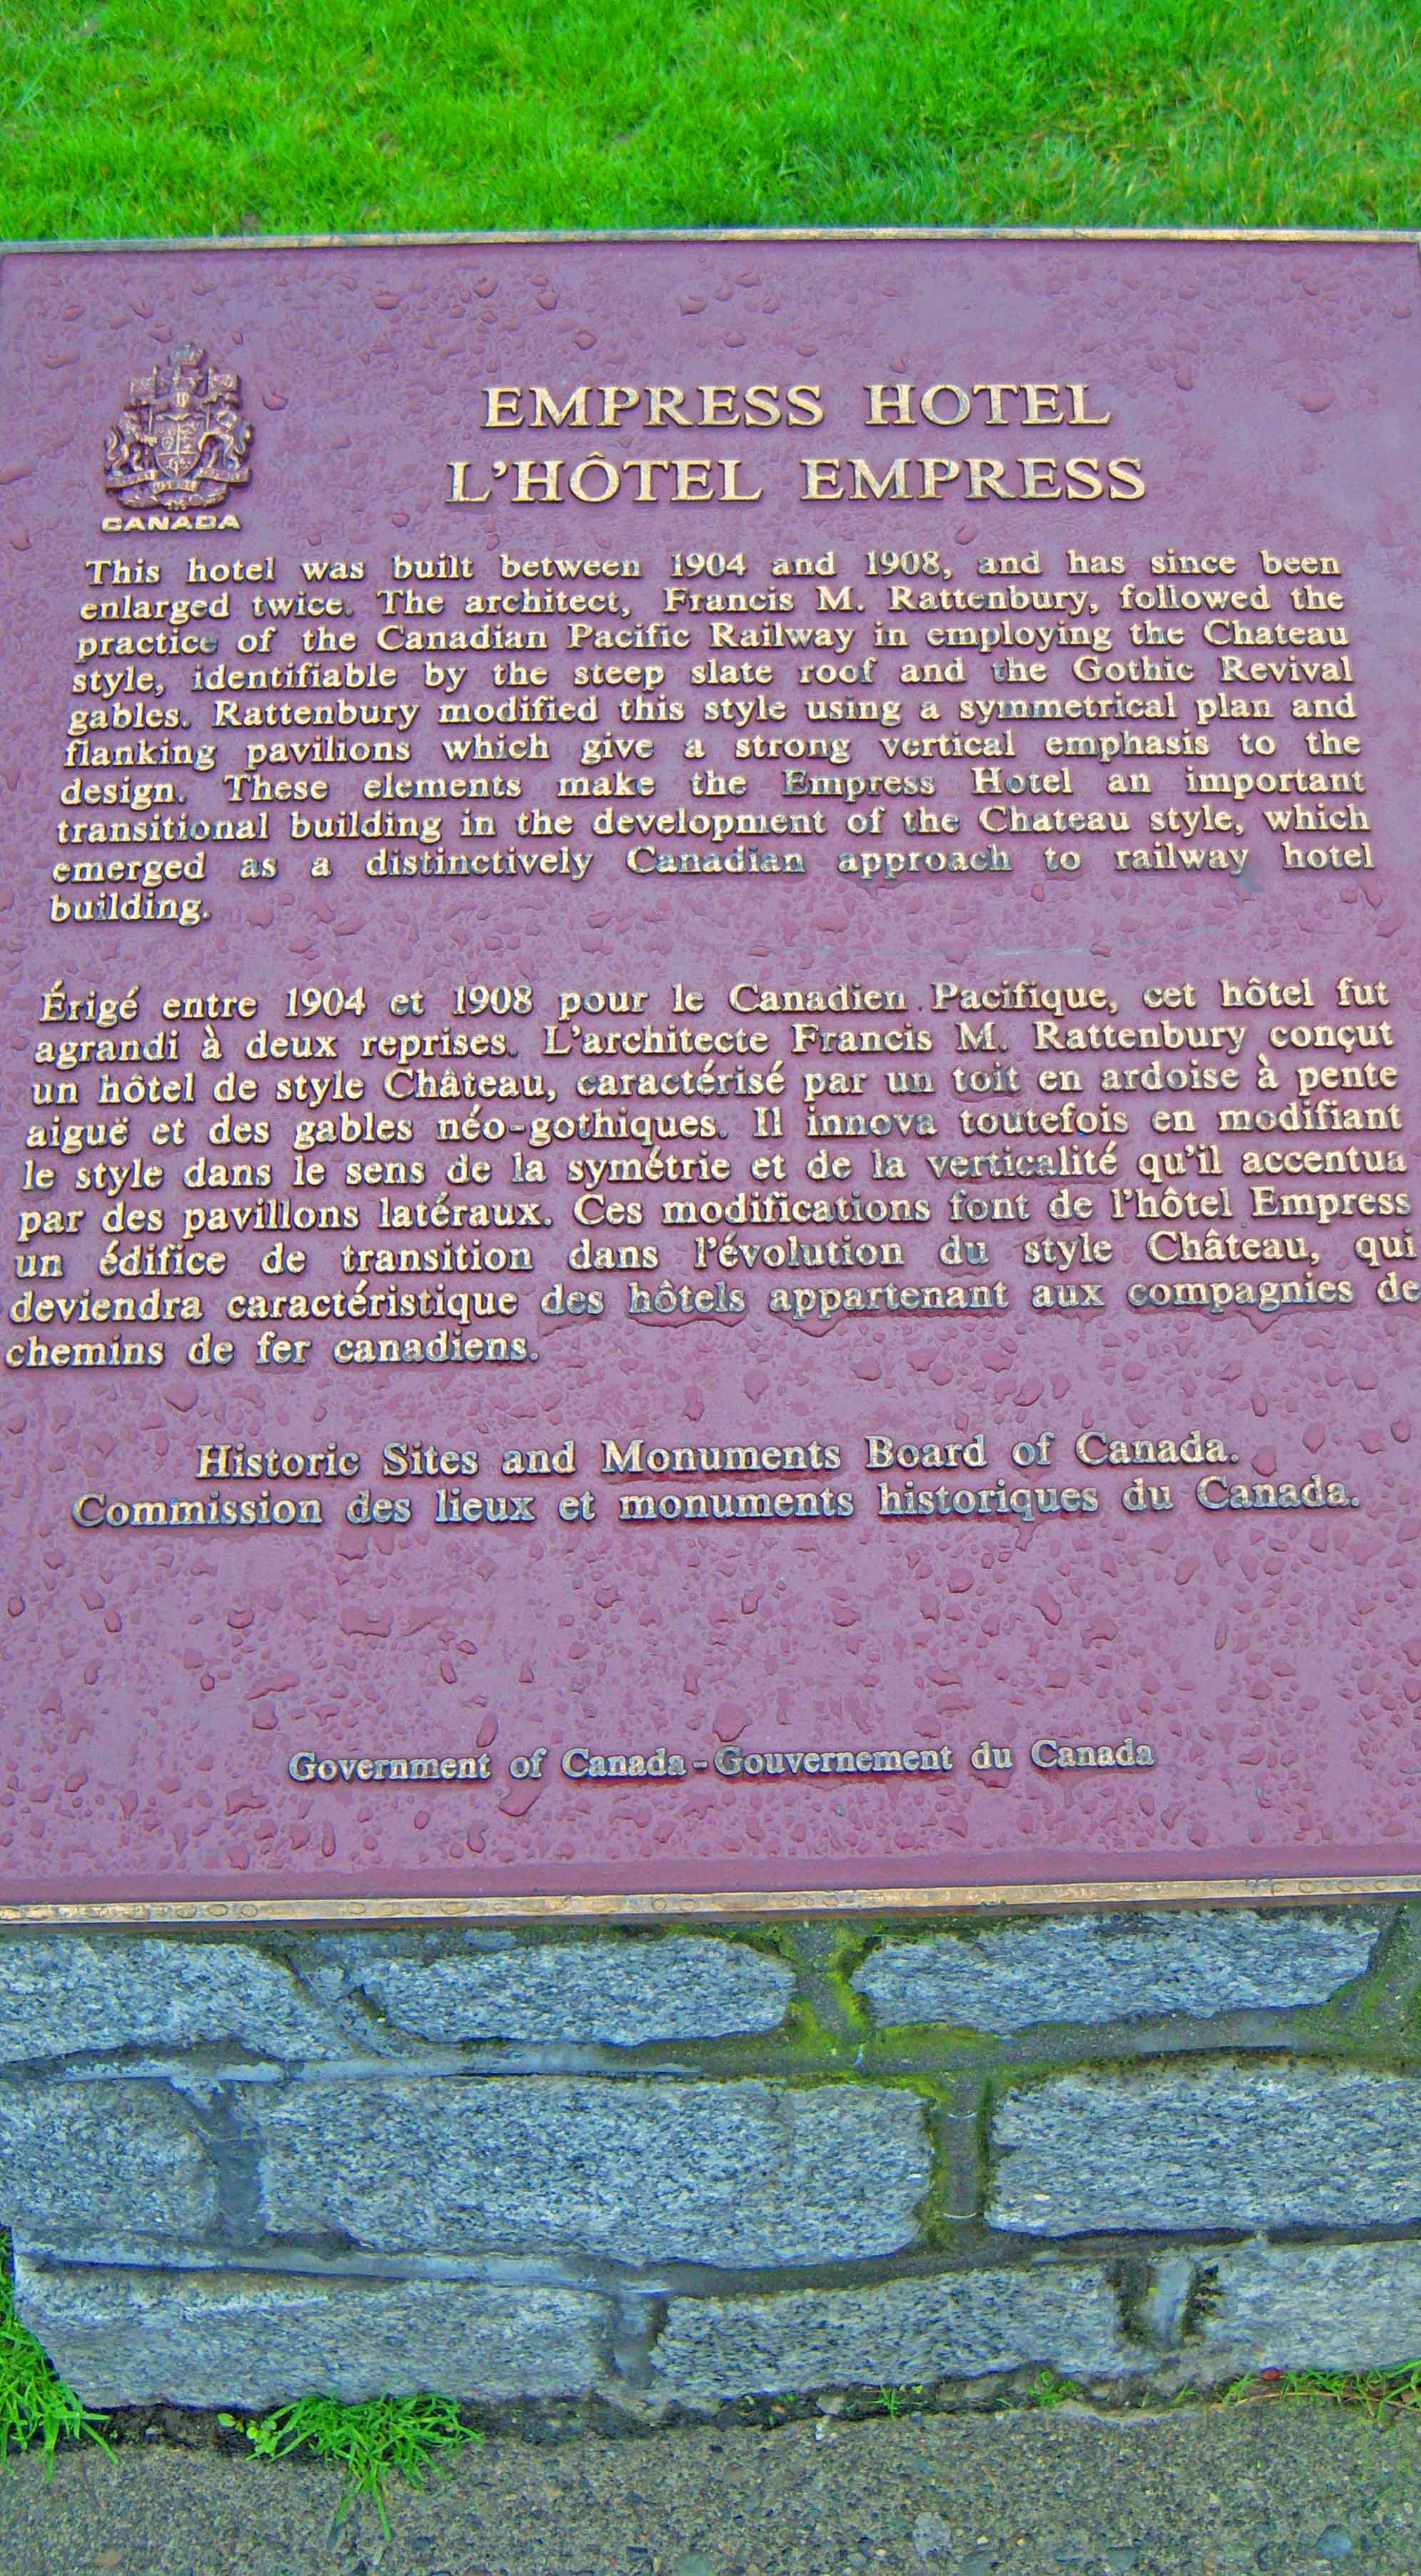 CANADA
EMPRESS HOTEL
L'HÔTEL EMPRESS
This hotel was built between 1904 and 1908, and has since been
enlarged twice. The architect, Francis M. Rattenbury, followed the
practice of the Canadian Pacific Railway in employing the Chateau
style, identifiable by the steep slate roof and the Gothic Revival
gables. Rattenbury modified this style using a symmetrical plan and
flanking pavilions which give a strong vertical emphasis to the
design. These elements make the Empress Hotel an important
transitional building in the development of the Chateau style, which
emerged as a distinctively Canadian approach to railway hotel
building.
Érigé entre 1904 et 1908 pour le Canadien Pacifique, cet hôtel fut
agrandi à deux reprises. L'architecte Francis M. Rattenbury conçut
un hôtel de style Château, caractérisé par un toit en ardoise à pente
aiguë et des gables néo-gothiques. Il innova toutefois en modifiant
le style dans le sens de la symétrie et de la verticalité qu'il accentua
par des pavillons latéraux. Ces modifications font de l'hôtel Empress
un édifice de transition dans l'évolution du style Château, qui
deviendra caractéristique des hôtels appartenant aux compagnies de
chemins de fer canadiens.
Historic Sites and Monuments Board of Canada.
Commission des lieux et monuments historiques du Canada.
Government of Canada - Gouvernement du Canada